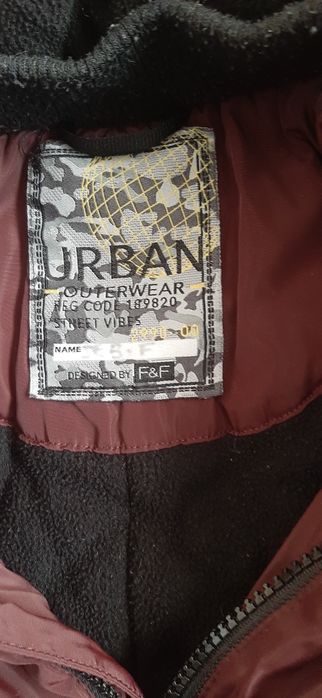 URBAN
OUTERWEAR
REG CODE 189820
STREET VIBES
NAME
DESIGNED BY F&F